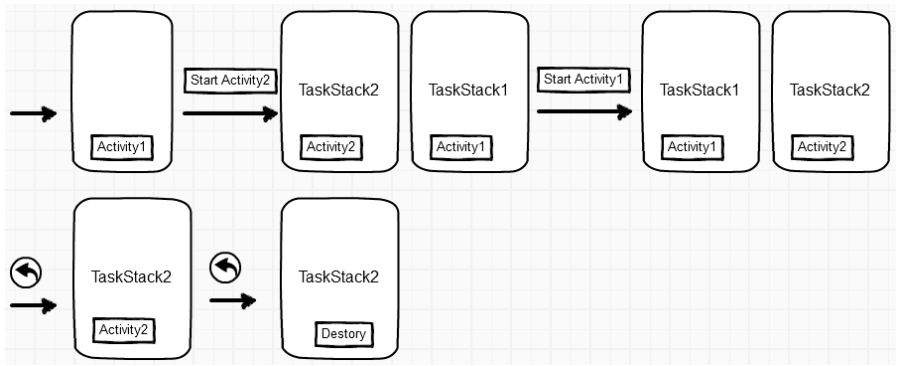 Start Activity2
Start Activity1
TaskStack2
TaskStack1
TaskStack1
TaskStack2
Activity1
Activity2
Activity1
Activity1
Activity2
TaskStack2
TaskStack2
Activity2
Destory